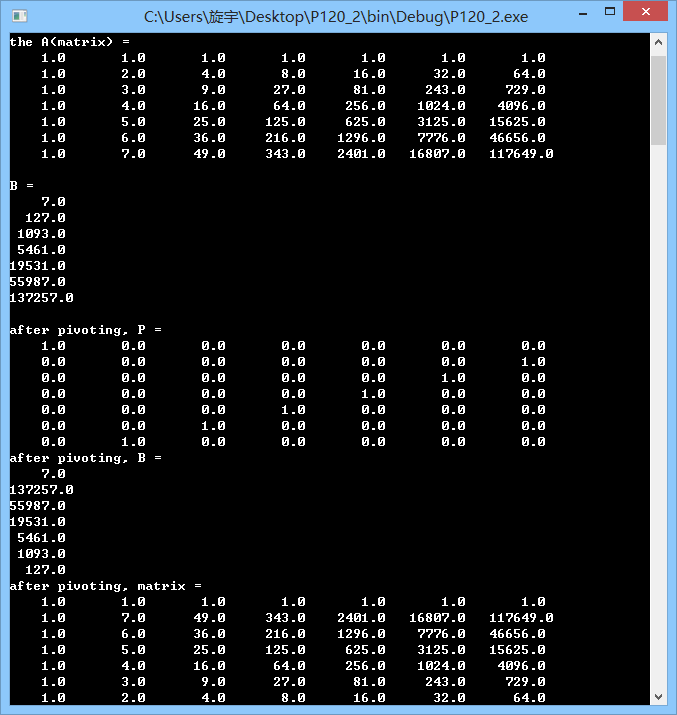 C:\Users\旋宇\Desktop\P120_2\bin\Debug\P120_2.exe
the A(matrix) =
1.0 1.0 1.0 1.0 1.0 1.0 1.0
1.0 2.0 4.0 8.0 16.0 32.0 64.0
1.0 3.0 9.0 27.0 81.0 243.0 729.0
1.0 4.0 16.0 64.0 256.0 1024.0 4096.0
1.0 5.0 25.0 125.0 625.0 3125.0 15625.0
1.0 6.0 36.0 216.0 1296.0 7776.0 46656.0
1.0 7.0 49.0 343.0 2401.0 16807.0 117649.0
B =
7.0
127.0
1093.0
5461.0
19531.0
55987.0
137257.0
after pivoting, P =
1.0 0.0 0.0 0.0 0.0 0.0 0.0
0.0 0.0 0.0 0.0 0.0 0.0 1.0
0.0 0.0 0.0 0.0 0.0 1.0 0.0
0.0 0.0 0.0 0.0 1.0 0.0 0.0
0.0 0.0 0.0 1.0 0.0 0.0 0.0
0.0 0.0 1.0 0.0 0.0 0.0 0.0
0.0 1.0 0.0 0.0 0.0 0.0 0.0
after pivoting, B =
7.0
137257.0
55987.0
19531.0
5461.0
1093.0
127.0
after pivoting, matrix =
1.0 1.0 1.0 1.0 1.0 1.0 1.0
1.0 7.0 49.0 343.0 2401.0 16807.0 117649.0
1.0 6.0 36.0 216.0 1296.0 7776.0 46656.0
1.0 5.0 25.0 125.0 625.0 3125.0 15625.0
1.0 4.0 16.0 64.0 256.0 1024.0 4096.0
1.0 3.0 9.0 27.0 81.0 243.0 729.0
1.0 2.0 4.0 8.0 16.0 32.0 64.0